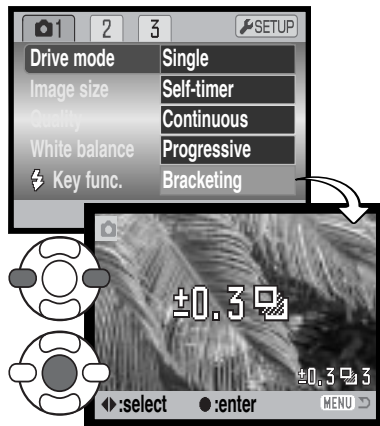 1 2 3 SETUP
Drive mode Single
Image size Self-timer
Quality Continuous
White balance Progressive
Key func. Bracketing
±0.3
±0.3 3
:select :enter MENU